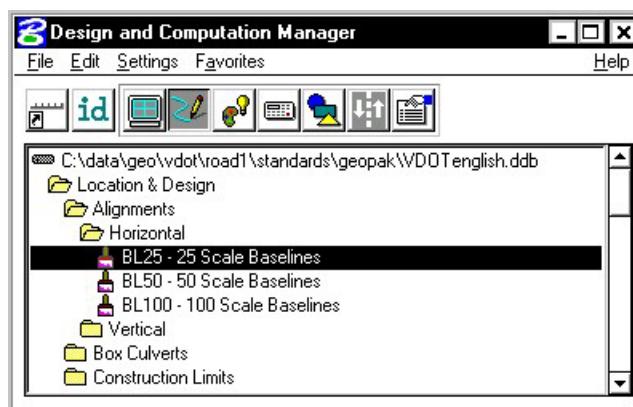 Design and Computation Manager
File Edit Settings Favorites Help
id
C:\data\geo\vdot\road1\standards\geopak\VDOTenglish.ddb
Location & Design
Alignments
Horizontal
BL25 - 25 Scale Baselines
BL50 - 50 Scale Baselines
BL100 - 100 Scale Baselines
Vertical
Box Culverts
Construction Limits